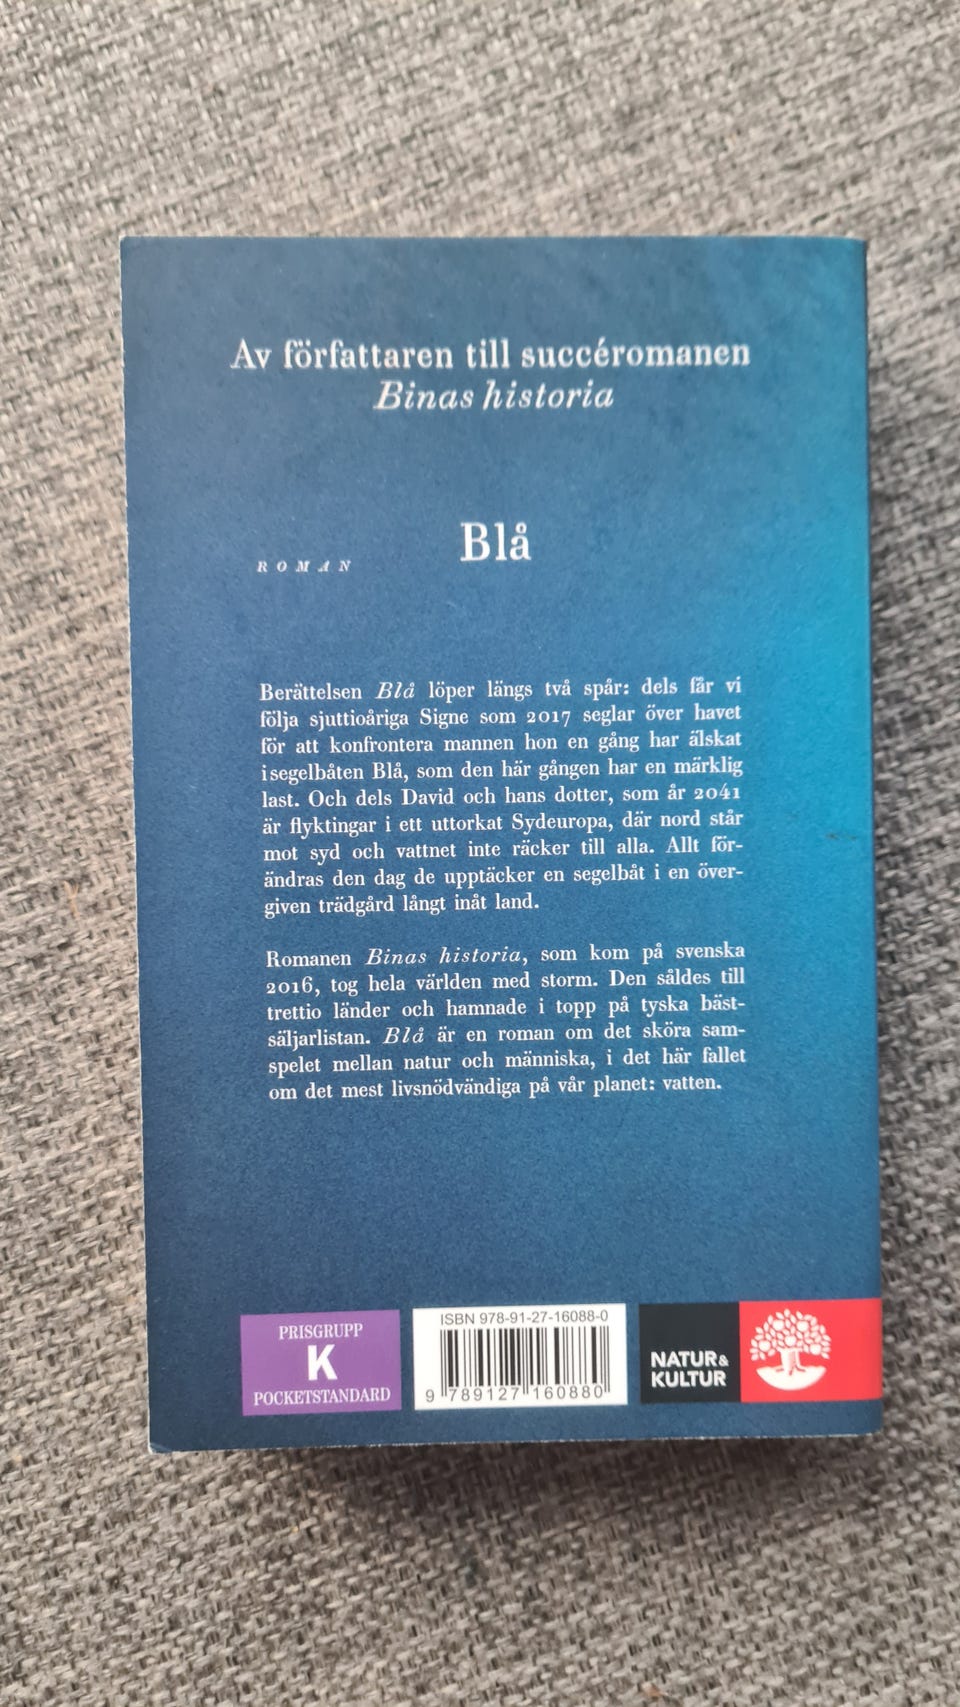 Av författaren till succéromanen
Binas historia
Blå
ROMAN
Berättelsen Blå löper längs två spår: dels får vi
följa sjuttioåriga Signe som 2017 seglar över havet
för att konfrontera mannen hon en gång har älskat
i segelbåten Blå, som den här gången har en märklig
last. Och dels David och hans dotter, som år 2041
är flyktingar i ett uttorkat Sydeuropa, där nord står
mot syd och vattnet inte räcker till alla. Allt för-
ändras den dag de upptäcker en segelbåt i en över-
given trädgård långt inåt land.
Romanen Binas historia, som kom på svenska
2016, tog hela världen med storm. Den såldes till
trettio länder och hamnade i topp på tyska bäst-
säljarlistan. Blå är en roman om det sköra sam-
spelet mellan natur och människa, i det här fallet
om det mest livsnödvändiga på vår planet: vatten.
PRISGRUPP
K
POCKETSTANDARD
ISBN 978-91-27-16088-0
9 789127 160880
NATUR&
KULTUR